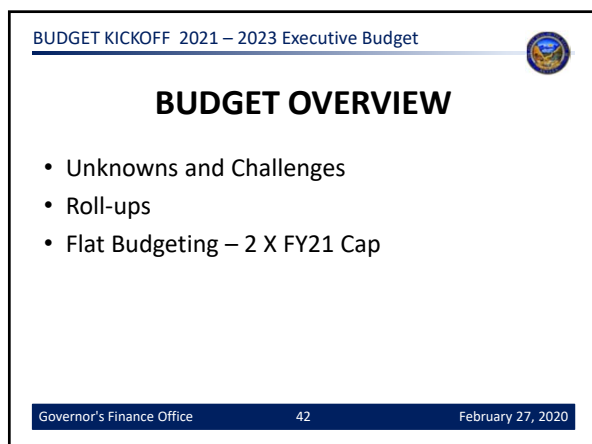 BUDGET KICKOFF 2021 – 2023 Executive Budget
BUDGET OVERVIEW
• Unknowns and Challenges
• Roll-ups
• Flat Budgeting – 2 X FY21 Cap
Governor's Finance Office 42 February 27, 2020